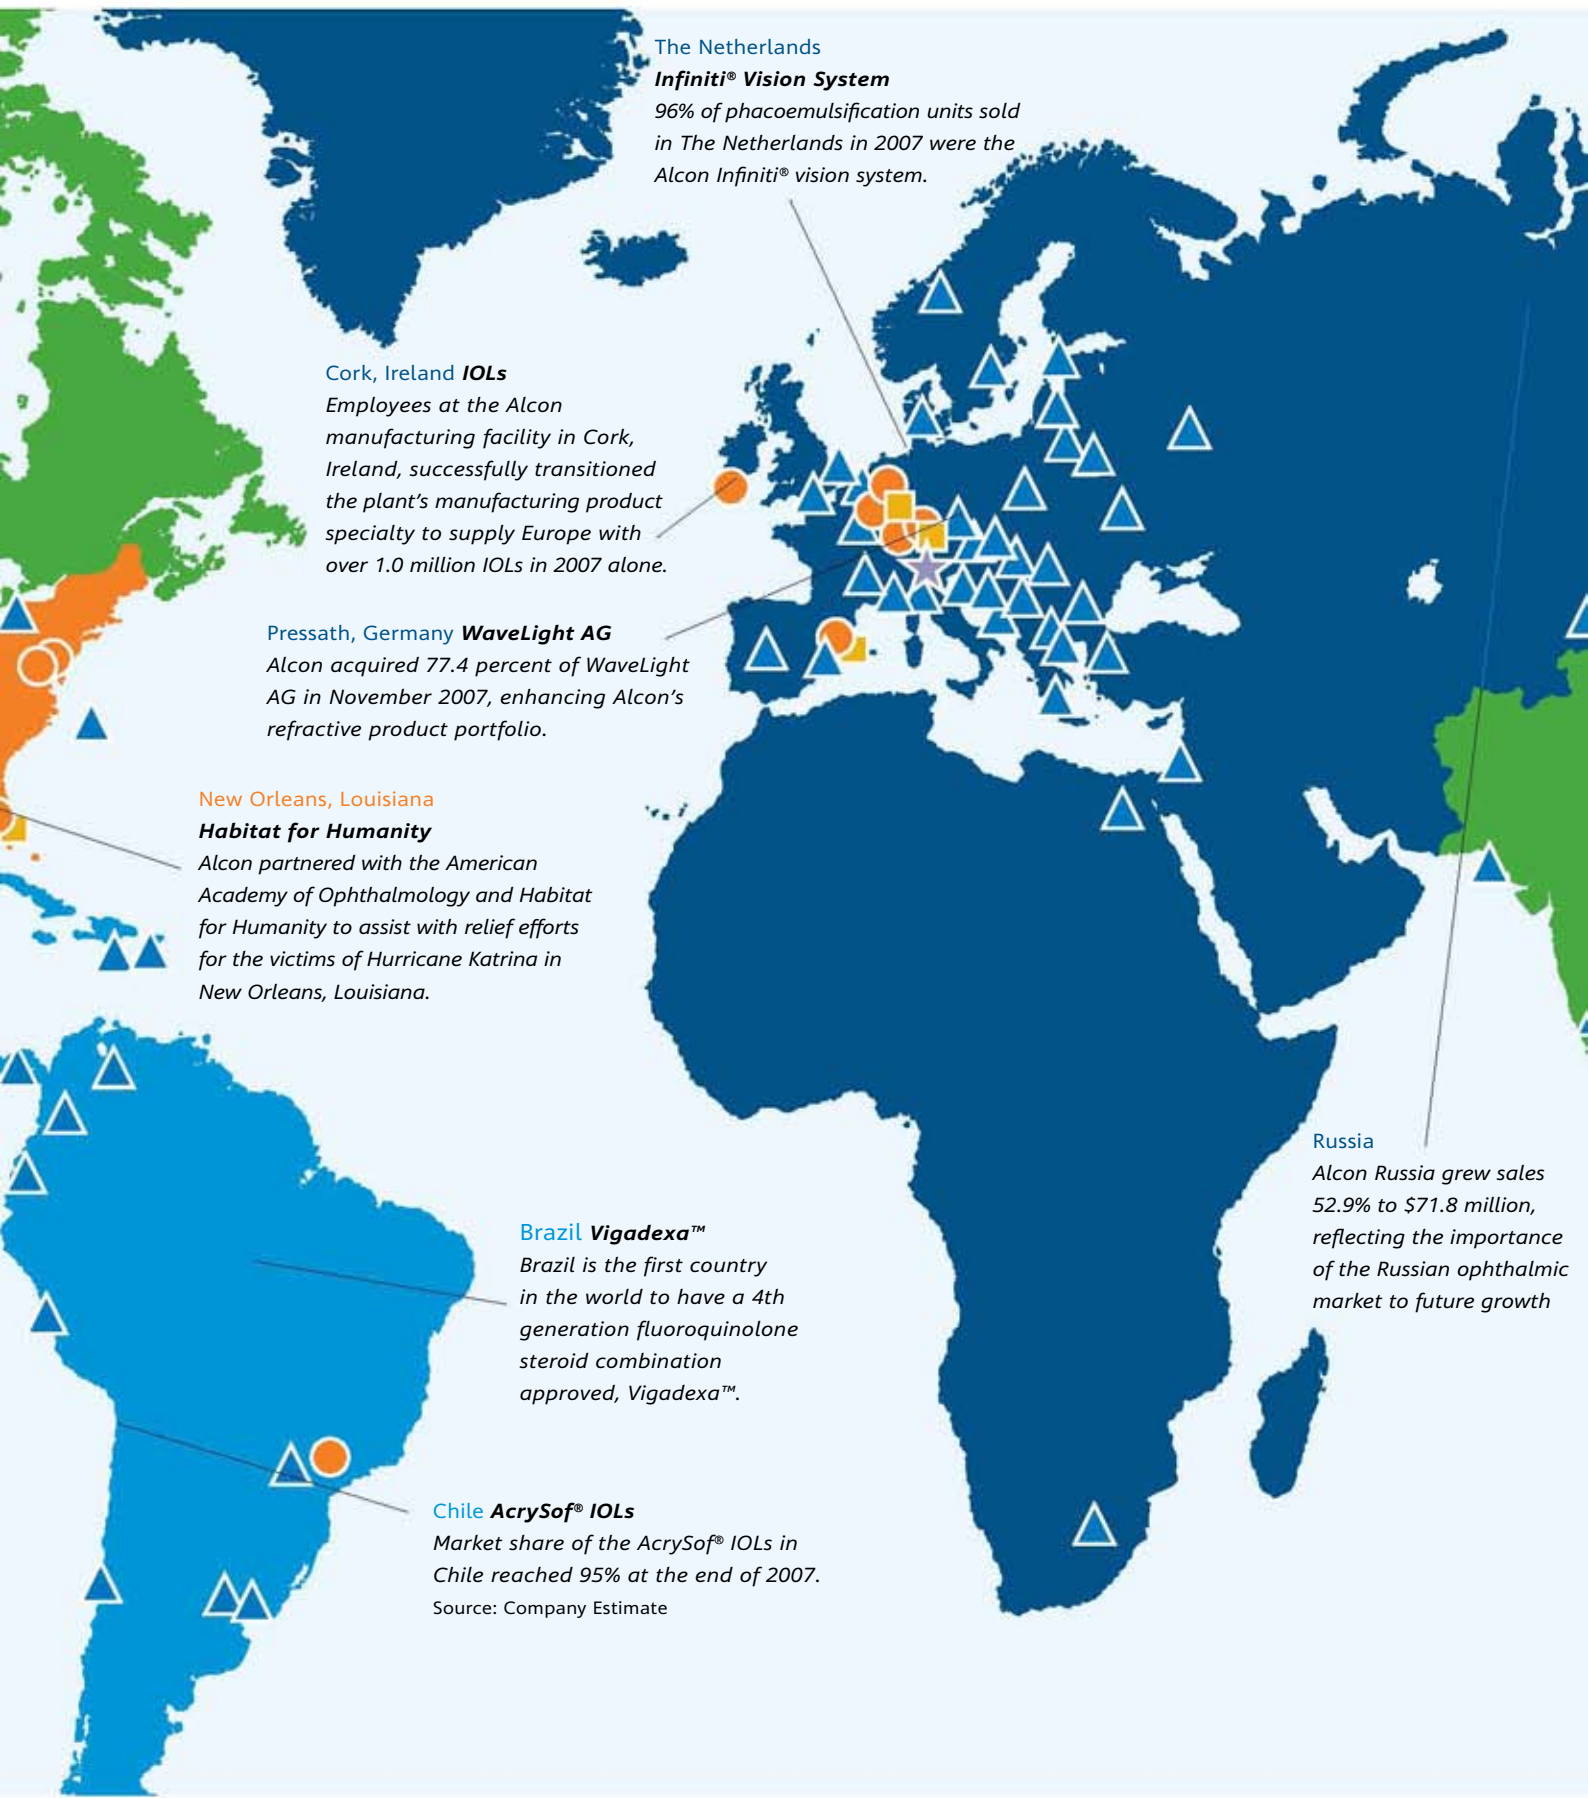 The Netherlands
Infiniti® Vision System
96% of phacoemulsification units sold
in The Netherlands in 2007 were the
Alcon Infiniti® vision system.
Cork, Ireland IOLs
Employees at the Alcon
manufacturing facility in Cork,
Ireland, successfully transitioned
the plant’s manufacturing product
specialty to supply Europe with
over 1.0 million IOLs in 2007 alone.
Pressath, Germany WaveLight AG
Alcon acquired 77.4 percent of WaveLight
AG in November 2007, enhancing Alcon’s
refractive product portfolio.
New Orleans, Louisiana
Habitat for Humanity
Alcon partnered with the American
Academy of Ophthalmology and Habitat
for Humanity to assist with relief efforts
for the victims of Hurricane Katrina in
New Orleans, Louisiana.
Russia
Alcon Russia grew sales
52.9% to $71.8 million,
reflecting the importance
of the Russian ophthalmic
market to future growth
Brazil Vigadexa™
Brazil is the first country
in the world to have a 4th
generation fluoroquinolone
steroid combination
approved, Vigadexa™.
Chile AcrySof® IOLs
Market share of the AcrySof® IOLs in
Chile reached 95% at the end of 2007.
Source: Company Estimate